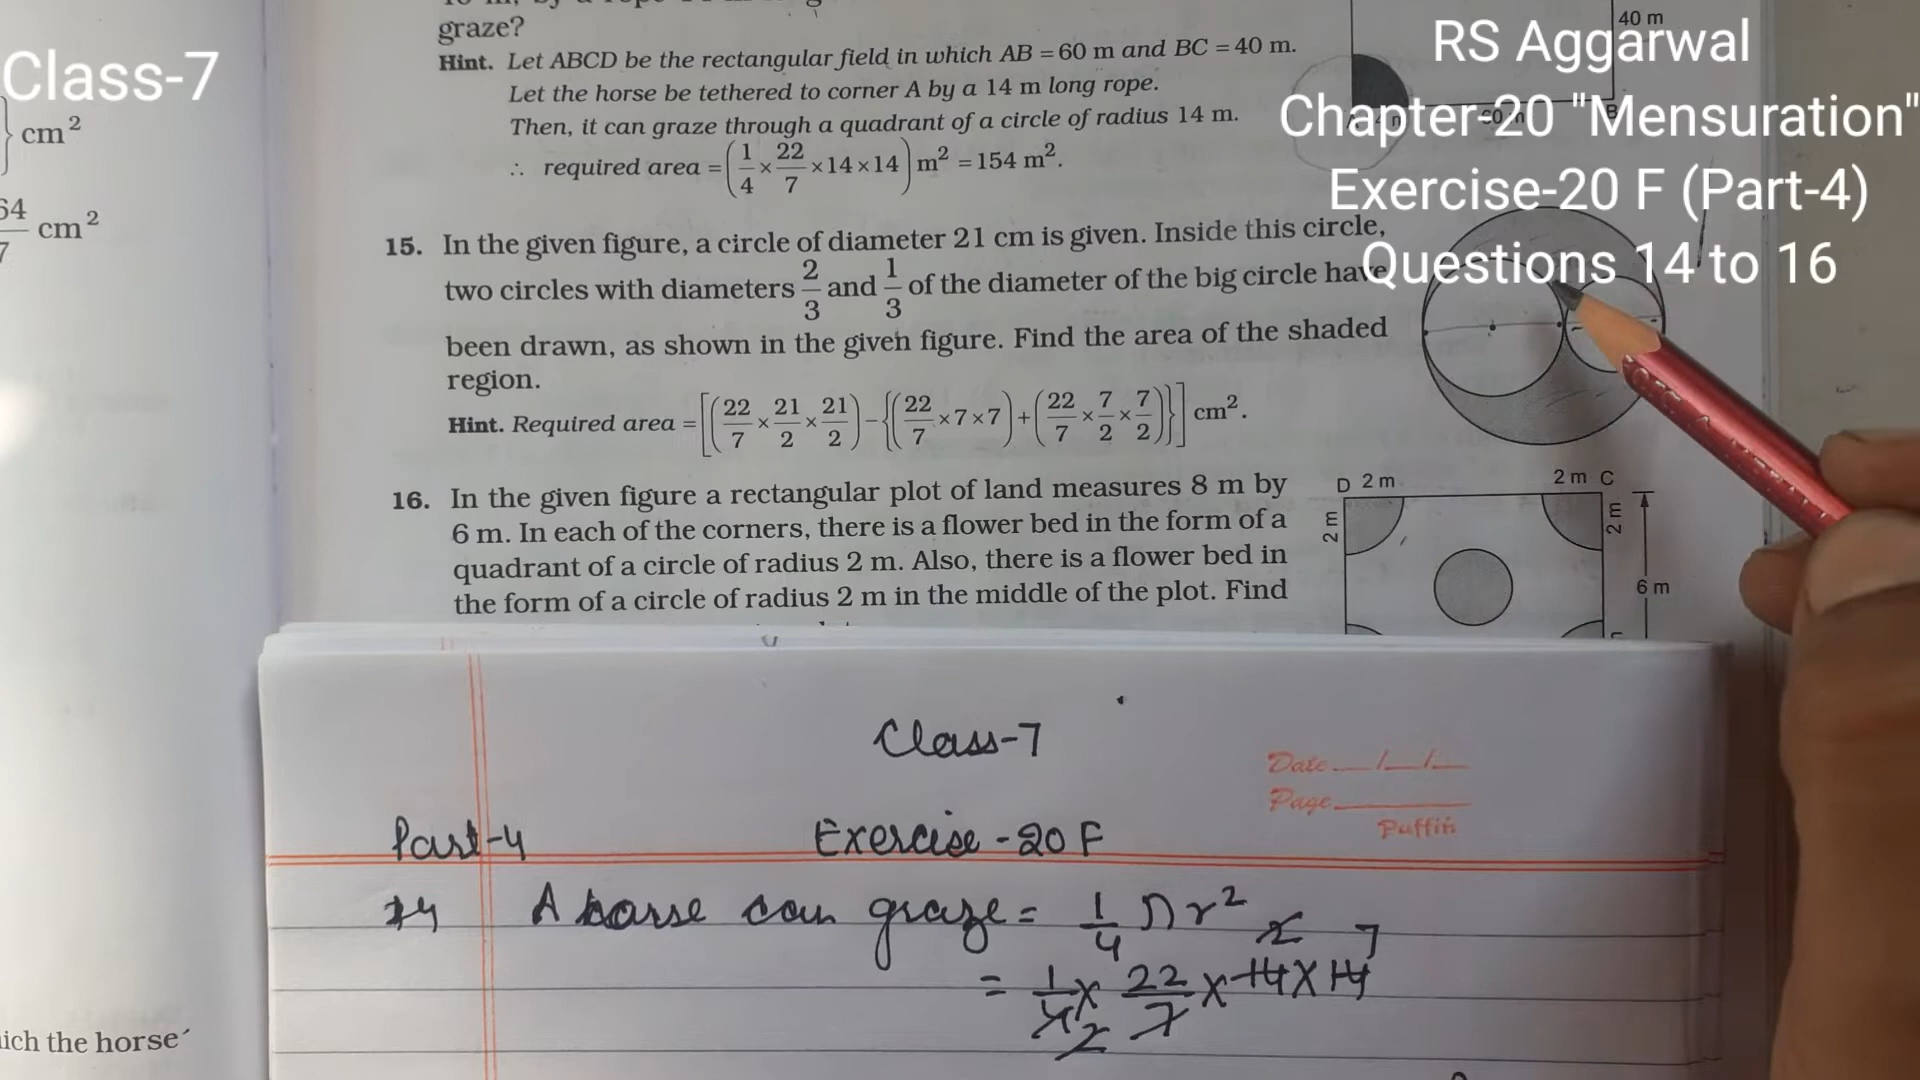 graze?
Hint. Let ABCD be the rectangular field in which AB = 60 m and BC = 40 m.
Let the horse be tethered to corner A by a 14 m long rope.
Then, it can graze through a quadrant of a circle of radius 14 m.
∴ required area = (1/4 × 22/7 × 14 × 14) m² = 154 m².
40 m
Class-7
} cm²
64/7 cm²
RS Aggarwal
Chapter-20 "Mensuration"
Exercise-20 F (Part-4)
Questions 14 to 16
15. In the given figure, a circle of diameter 21 cm is given. Inside this circle,
two circles with diameters 2/3 and 1/3 of the diameter of the big circle have
been drawn, as shown in the given figure. Find the area of the shaded
region.
Hint. Required area = [(22/7 × 21/2 × 21/2) − {(22/7 × 7 × 7) + (22/7 × 7/2 × 7/2)}] cm².
16. In the given figure a rectangular plot of land measures 8 m by
6 m. In each of the corners, there is a flower bed in the form of a
quadrant of a circle of radius 2 m. Also, there is a flower bed in
the form of a circle of radius 2 m in the middle of the plot. Find
D 2 m 2 m C
2 m 2 m
6 m
Class-7
Date __/__/__
Page
Puffin
Part-4 Exercise-20 F
A horse can graze = 1/4 πr²
= 1/4 × 22/7 × 14 × 14
2 7
ich the horse